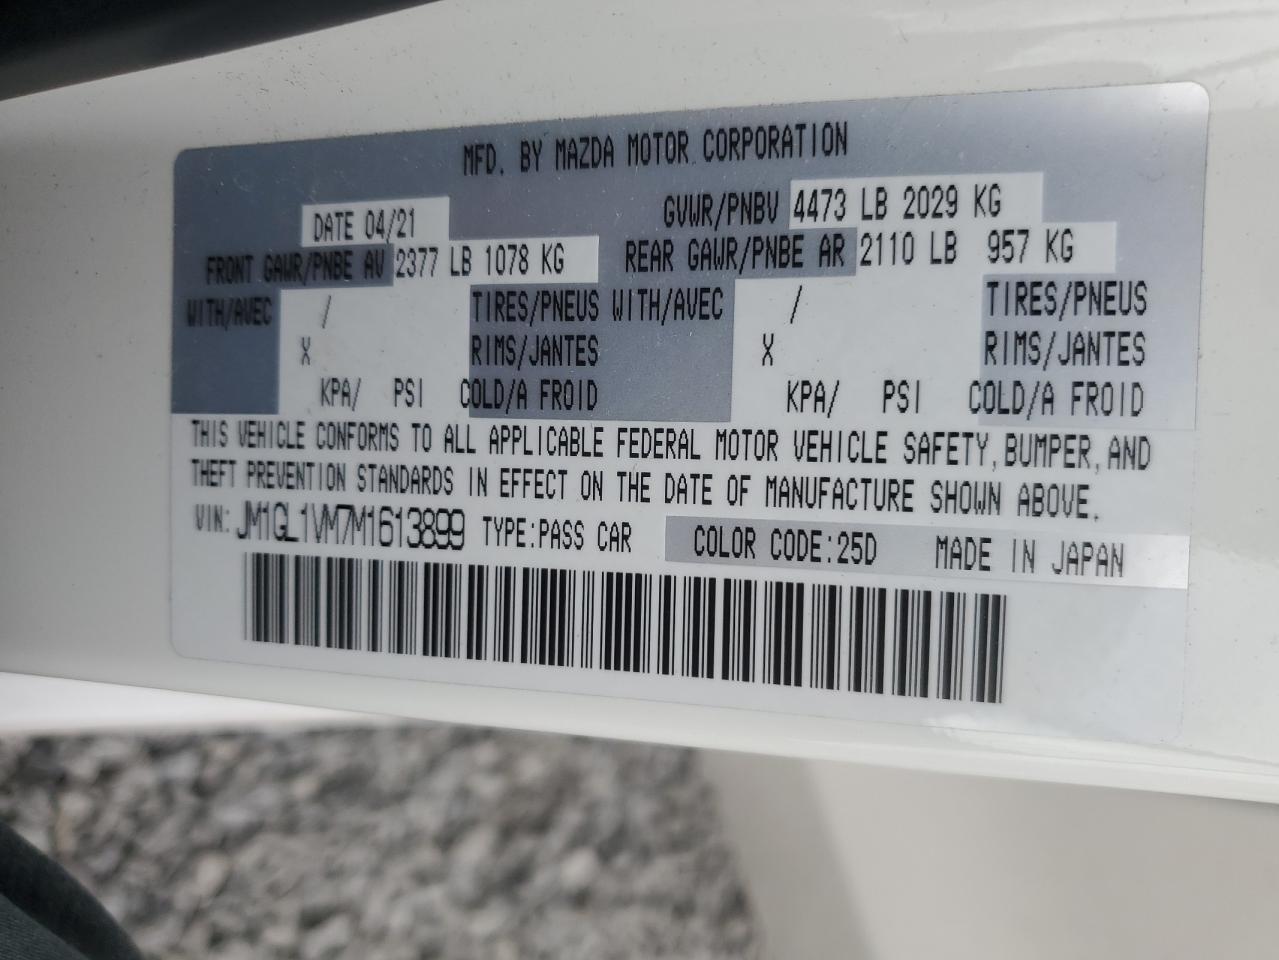 MFD. BY MAZDA MOTOR CORPORATION
DATE 04/21 GVWR/PNBV 4473 LB 2029 KG
FRONT GAWR/PNBE AV 2377 LB 1078 KG REAR GAWR/PNBE AR 2110 LB 957 KG
WITH/AVEC / TIRES/PNEUS WITH/AVEC / TIRES/PNEUS
X RIMS/JANTES X RIMS/JANTES
KPA/ PSI COLD/A FROID KPA/ PSI COLD/A FROID
THIS VEHICLE CONFORMS TO ALL APPLICABLE FEDERAL MOTOR VEHICLE SAFETY, BUMPER, AND
THEFT PREVENTION STANDARDS IN EFFECT ON THE DATE OF MANUFACTURE SHOWN ABOVE.
VIN: JM1GL1VM7M1613899 TYPE:PASS CAR COLOR CODE:25D MADE IN JAPAN